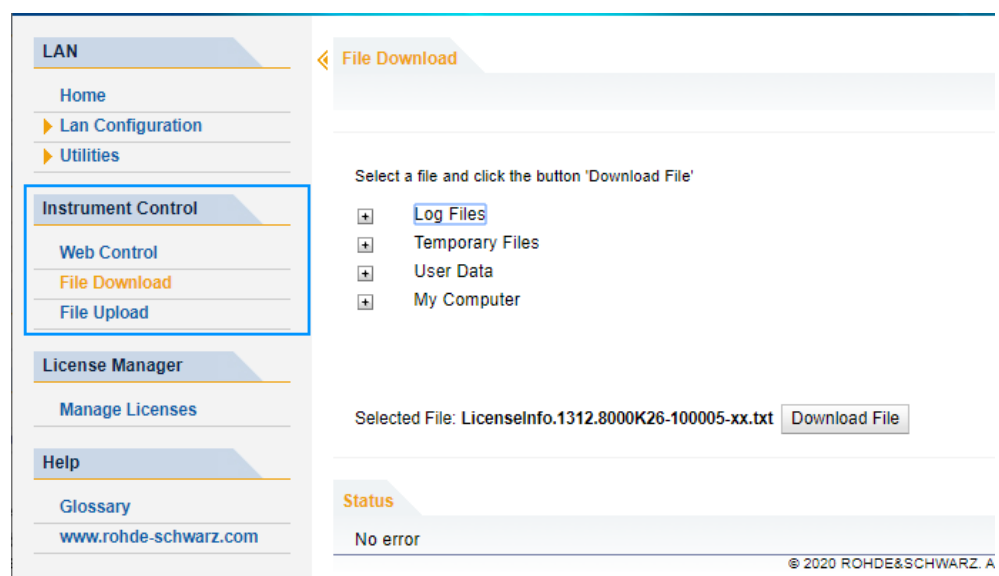 LAN
Home
Lan Configuration
Utilities
Instrument Control
Web Control
File Download
File Upload
License Manager
Manage Licenses
Help
Glossary
www.rohde-schwarz.com
File Download
Select a file and click the button 'Download File'
Log Files
Temporary Files
User Data
My Computer
Selected File: LicenseInfo.1312.8000K26-100005-xx.txt Download File
Status
No error
© 2020 ROHDE&SCHWARZ. A